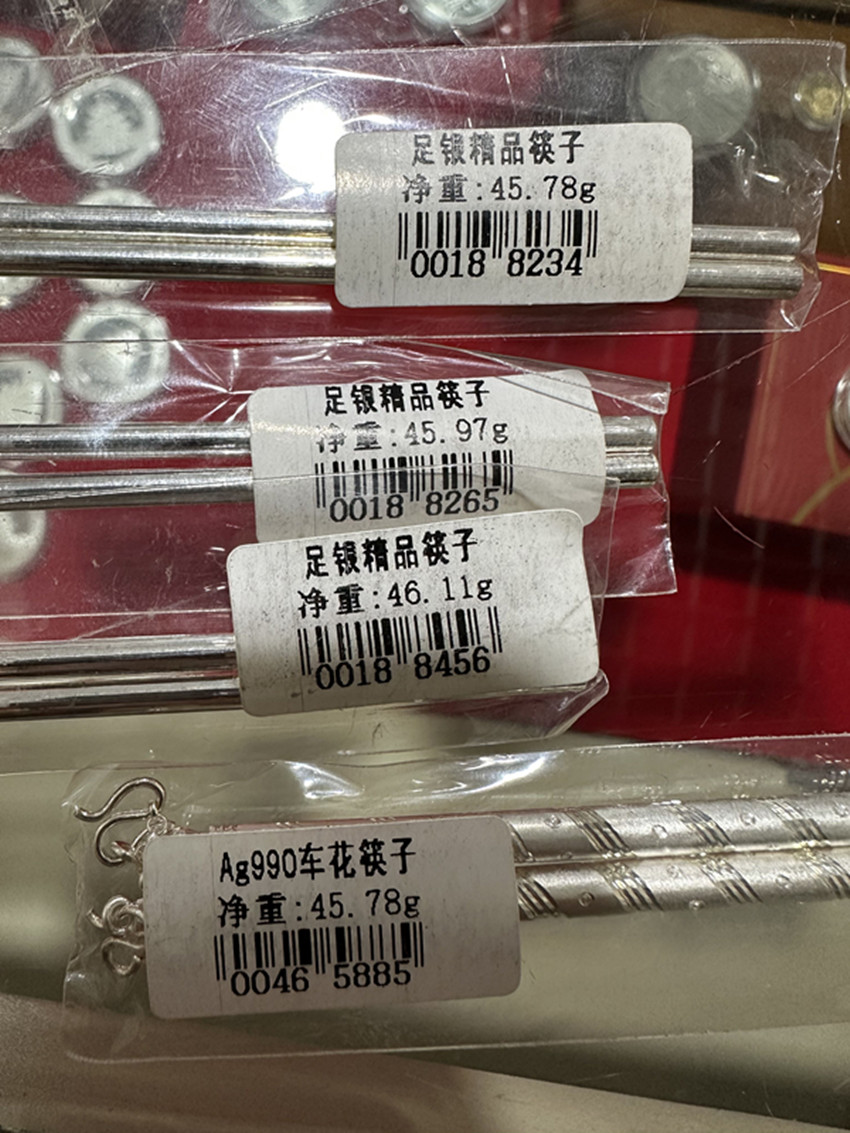 足银精品筷子
净重:45.78g
0018 8234
足银精品筷子
净重:45.97g
0018 8265
足银精品筷子
净重:46.11g
0018 8456
Ag990车花筷子
净重:45.78g
0046 5885